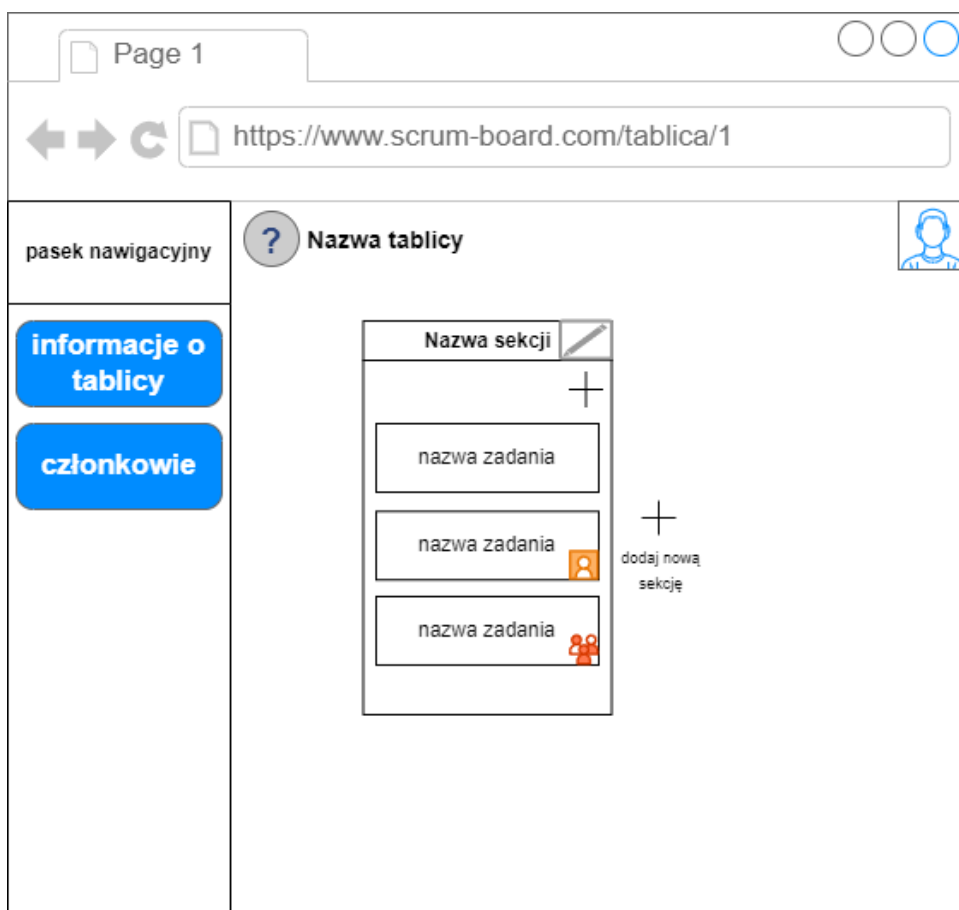 Page 1
https://www.scrum-board.com/tablica/1
pasek nawigacyjny
? Nazwa tablicy
informacje o
tablicy
członkowie
Nazwa sekcji
nazwa zadania
nazwa zadania
nazwa zadania
dodaj nową
sekcję